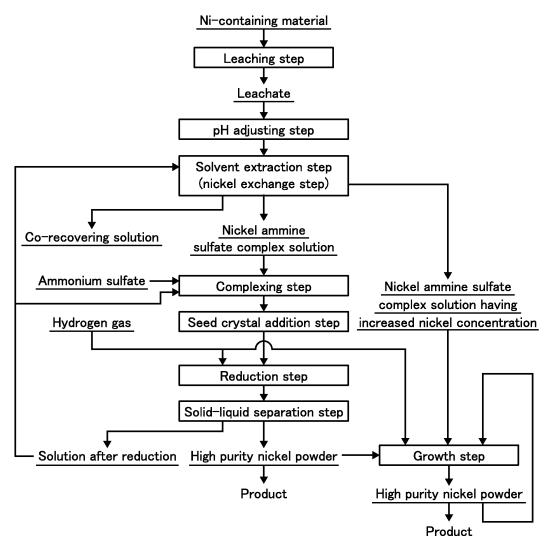 Ni-containing material
Leaching step
Leachate
pH adjusting step
Solvent extraction step
(nickel exchange step)
Co-recovering solution
Nickel ammine
sulfate complex solution
Ammonium sulfate
Complexing step
Nickel ammine sulfate
complex solution having
increased nickel concentration
Hydrogen gas
Seed crystal addition step
Reduction step
Solid-liquid separation step
Solution after reduction
High purity nickel powder
Growth step
Product
High purity nickel powder
Product